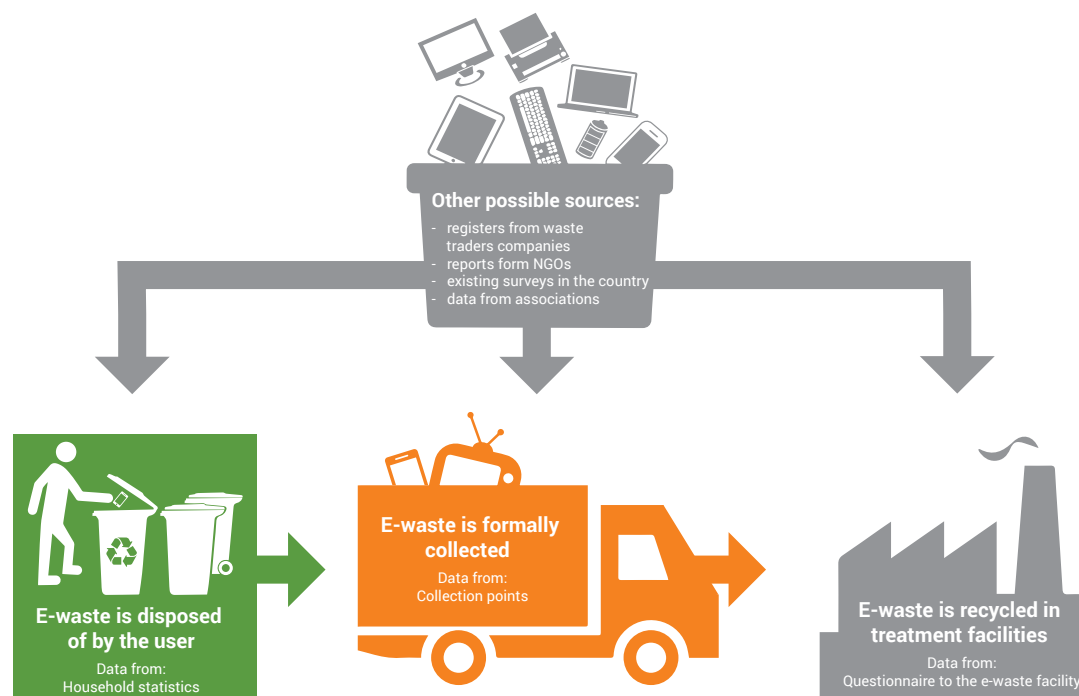 Other possible sources:
- registers from waste
traders companies
- reports form NGOs
- existing surveys in the country
- data from associations
E-waste is disposed
of by the user
Data from:
Household statistics
E-waste is formally
collected
Data from:
Collection points
E-waste is recycled in
treatment facilities
Data from:
Questionnaire to the e-waste facility